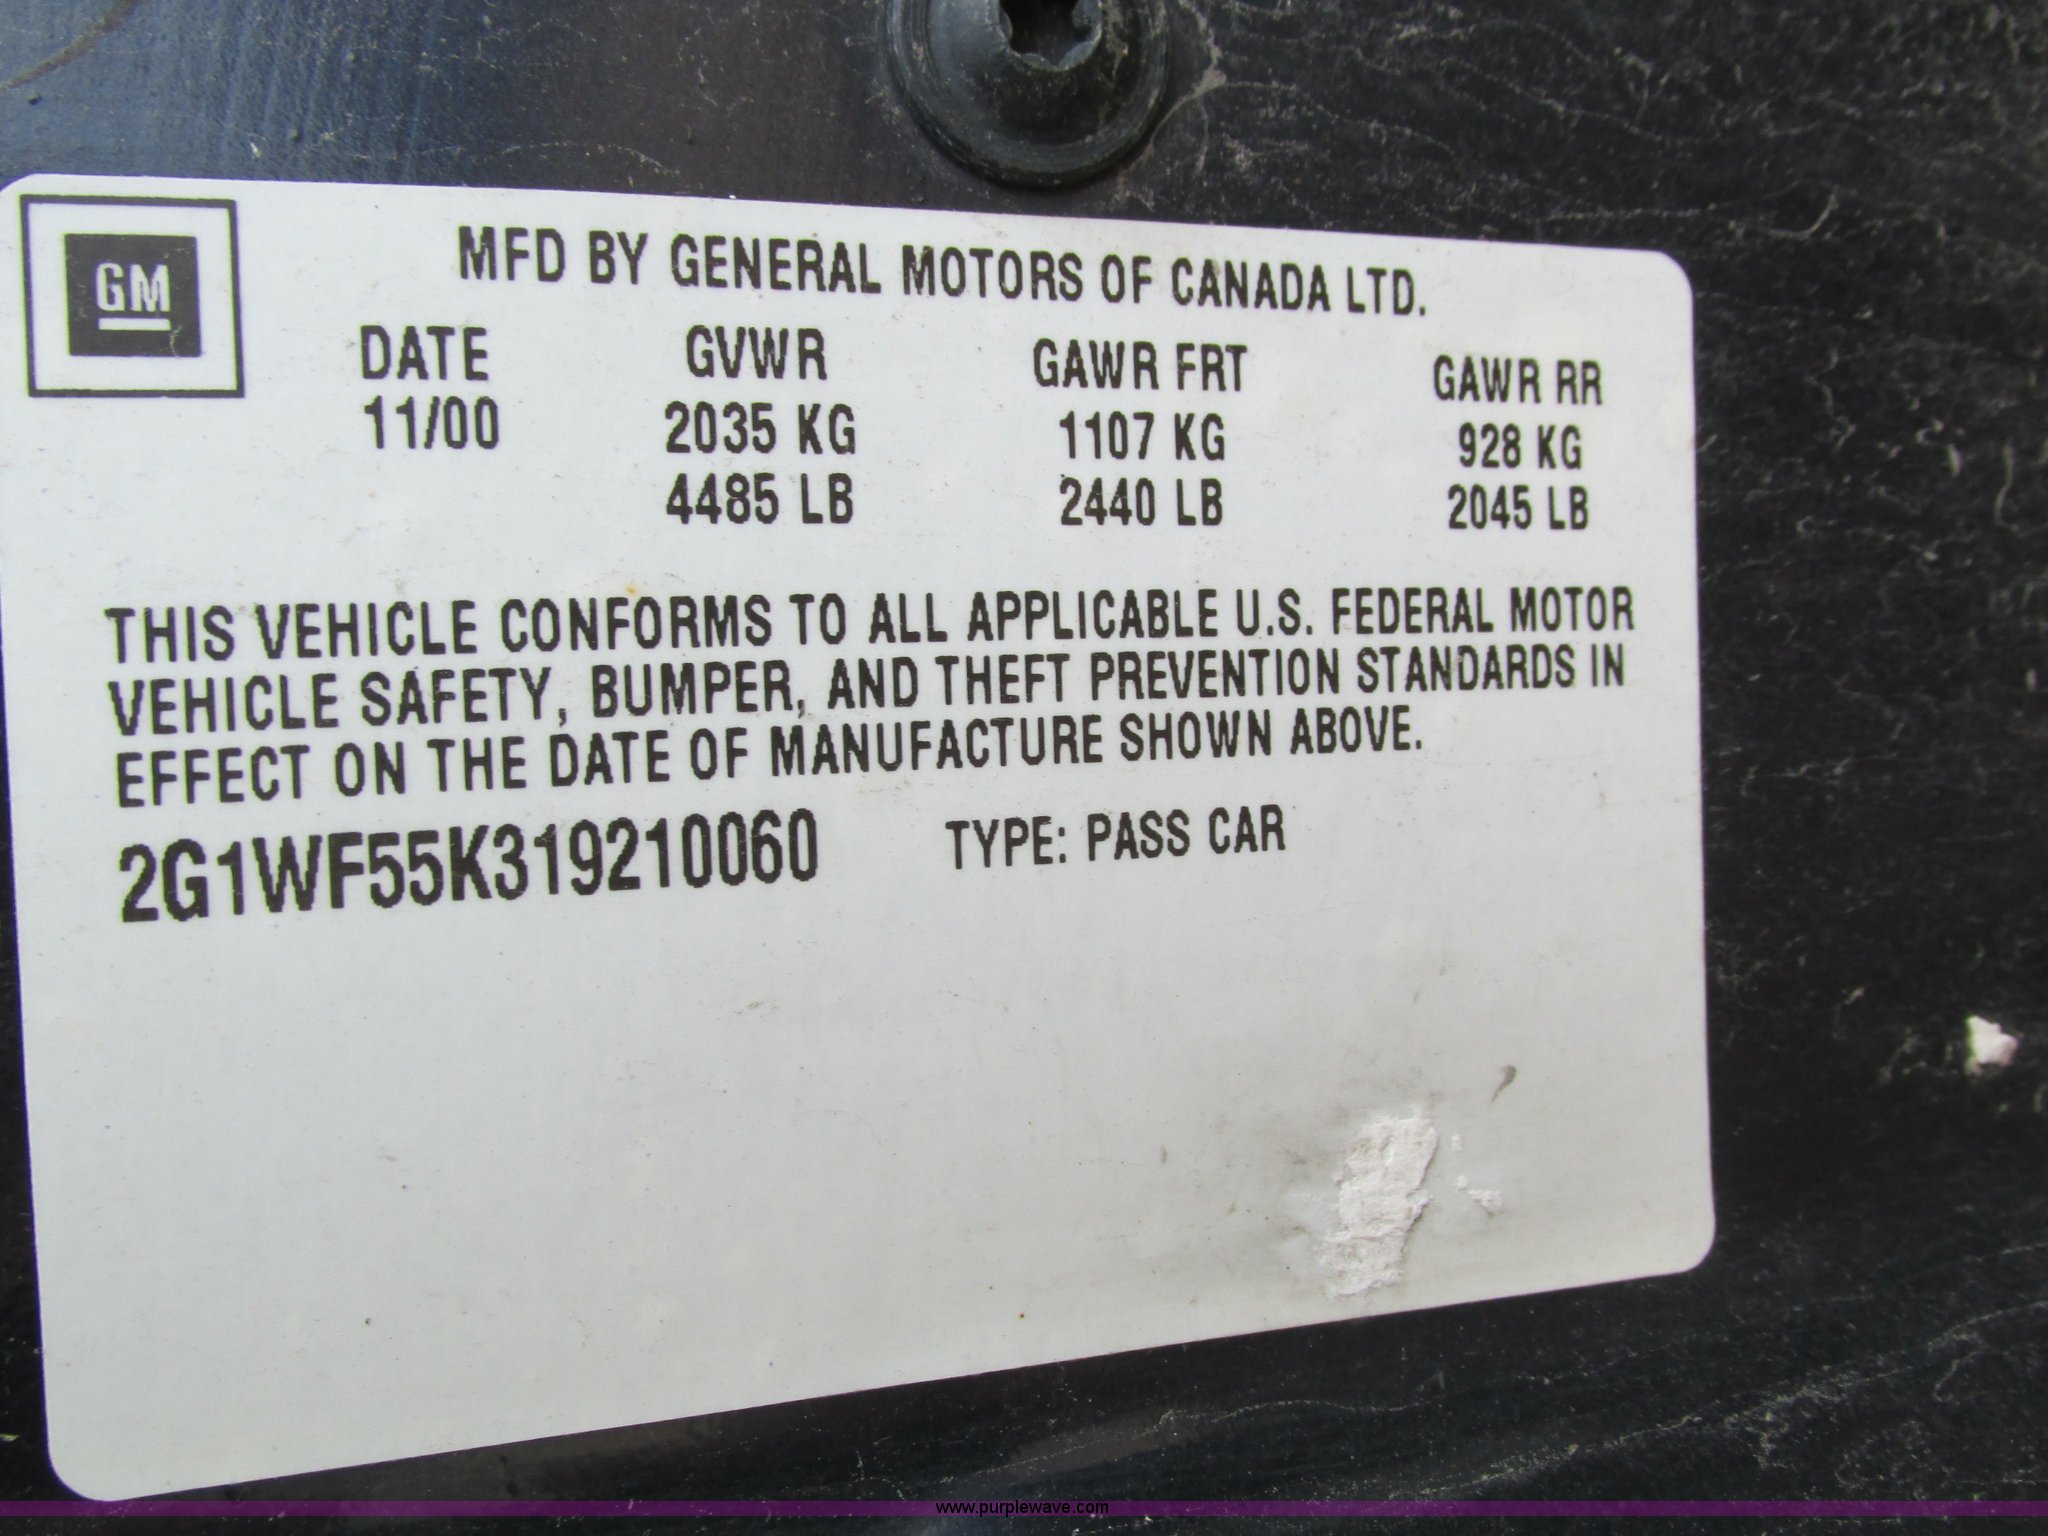 GM
MFD BY GENERAL MOTORS OF CANADA LTD.
DATE GVWR GAWR FRT GAWR RR
11/00 2035 KG 1107 KG 928 KG
4485 LB 2440 LB 2045 LB
THIS VEHICLE CONFORMS TO ALL APPLICABLE U.S. FEDERAL MOTOR
VEHICLE SAFETY, BUMPER, AND THEFT PREVENTION STANDARDS IN
EFFECT ON THE DATE OF MANUFACTURE SHOWN ABOVE.
2G1WF55K319210060 TYPE: PASS CAR
www.purplewave.com